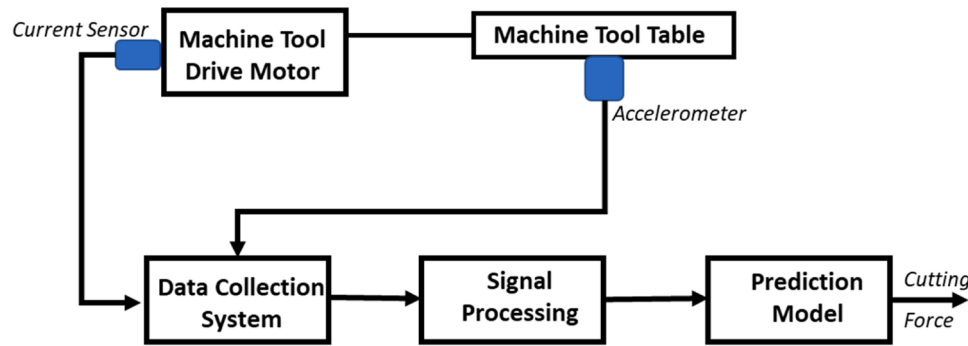 Current Sensor
Machine Tool
Drive Motor
Machine Tool Table
Accelerometer
Data Collection
System
Signal
Processing
Prediction
Model
Cutting
Force